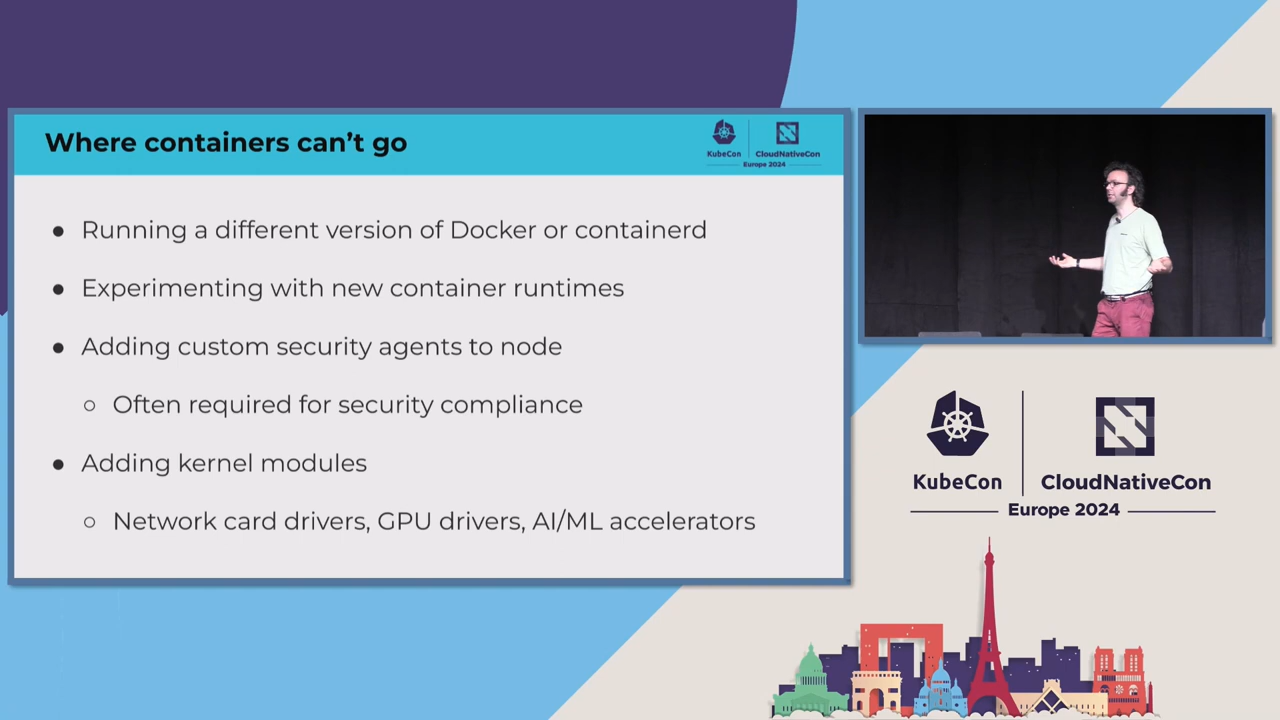 Where containers can't go
KubeCon
CloudNativeCon
Europe 2024
● Running a different version of Docker or containerd
● Experimenting with new container runtimes
● Adding custom security agents to node
○ Often required for security compliance
● Adding kernel modules
○ Network card drivers, GPU drivers, AI/ML accelerators
KubeCon
CloudNativeCon
Europe 2024